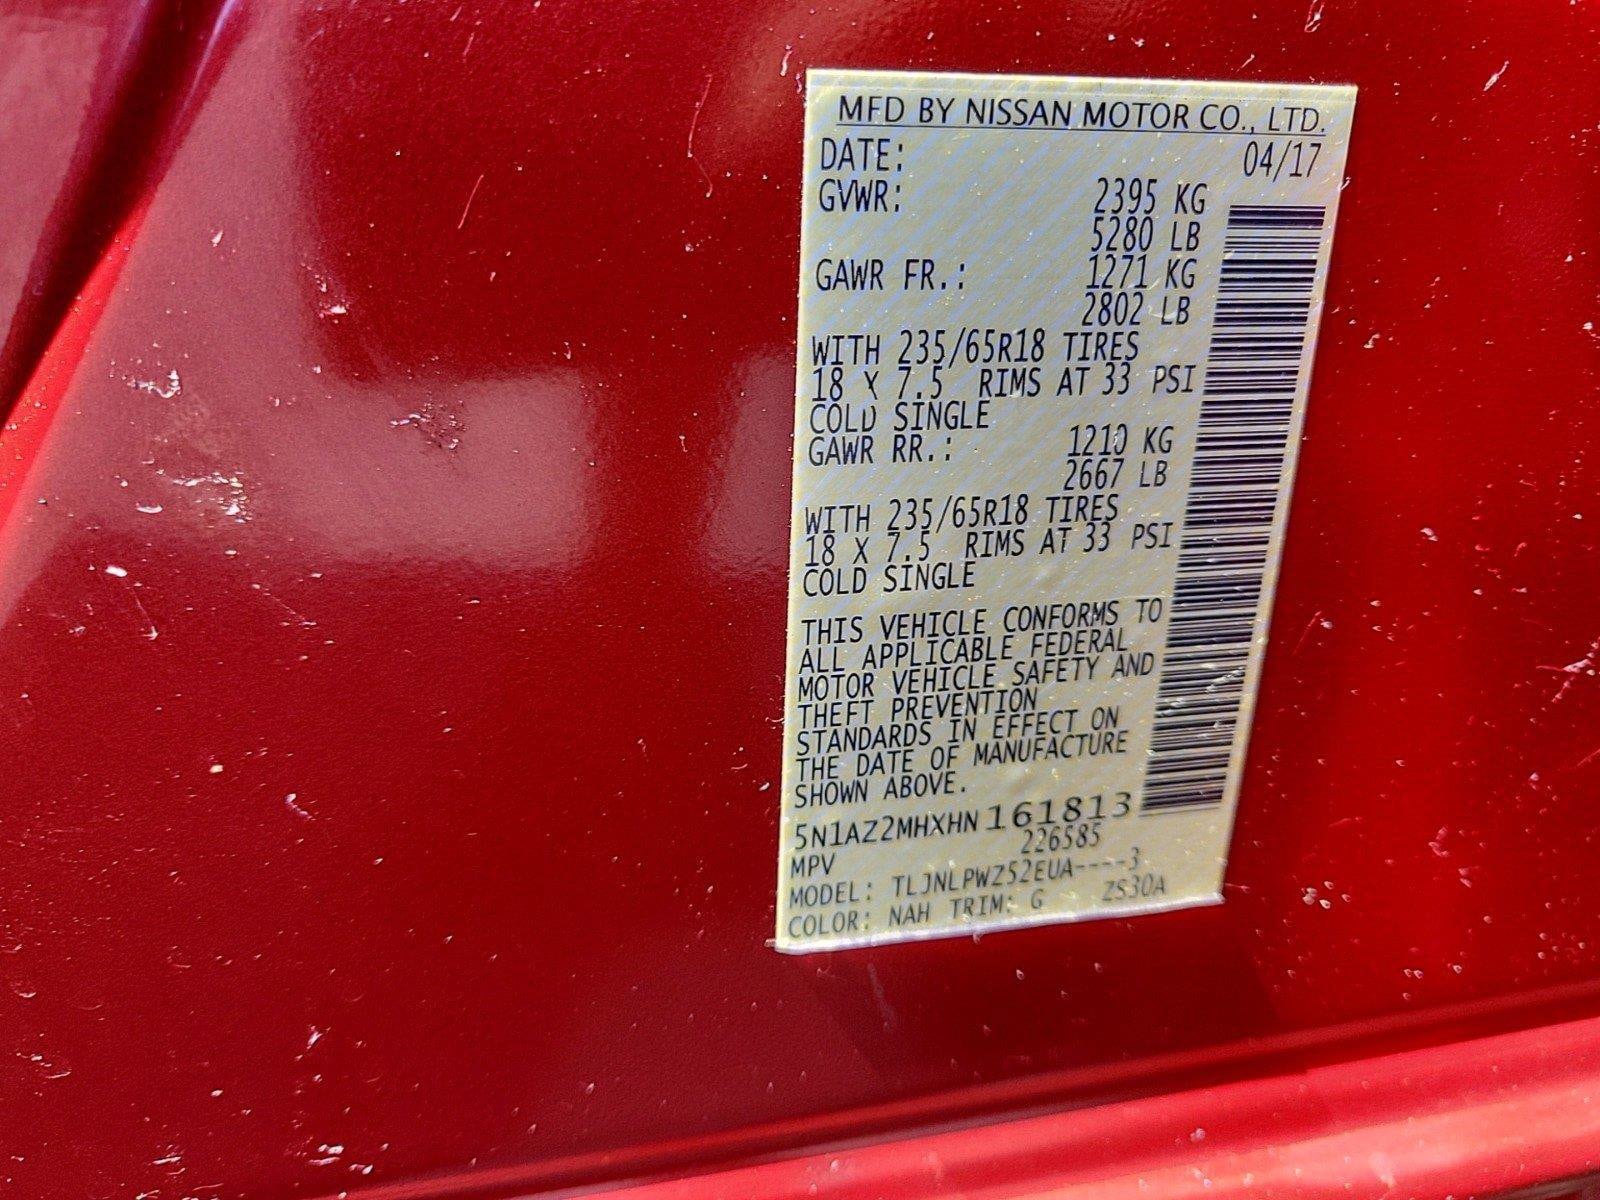 MFD BY NISSAN MOTOR CO., LTD.
DATE: 04/17
GVWR: 2395 KG
5280 LB
GAWR FR.: 1271 KG
2802 LB
WITH 235/65R18 TIRES
18 X 7.5 RIMS AT 33 PSI
COLD SINGLE
GAWR RR.: 1210 KG
2667 LB
WITH 235/65R18 TIRES
18 X 7.5 RIMS AT 33 PSI
COLD SINGLE
THIS VEHICLE CONFORMS TO
ALL APPLICABLE FEDERAL
MOTOR VEHICLE SAFETY AND
THEFT PREVENTION
STANDARDS IN EFFECT ON
THE DATE OF MANUFACTURE
SHOWN ABOVE.
5N1AZ2MHXHN161813
226585
MPV
MODEL: TLJNLPWZ52EUA----3
COLOR: NAH TRIM: G ZS30A